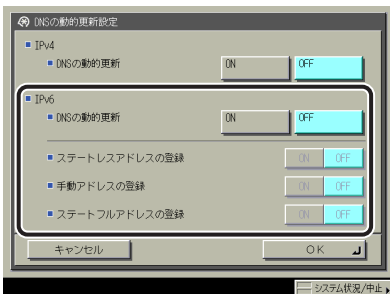 DNSの動的更新設定
IPv4
DNSの動的更新 ON OFF
IPv6
DNSの動的更新 ON OFF
ステートレスアドレスの登録 ON OFF
手動アドレスの登録 ON OFF
ステートフルアドレスの登録 ON OFF
キャンセル OK
システム状況/中止